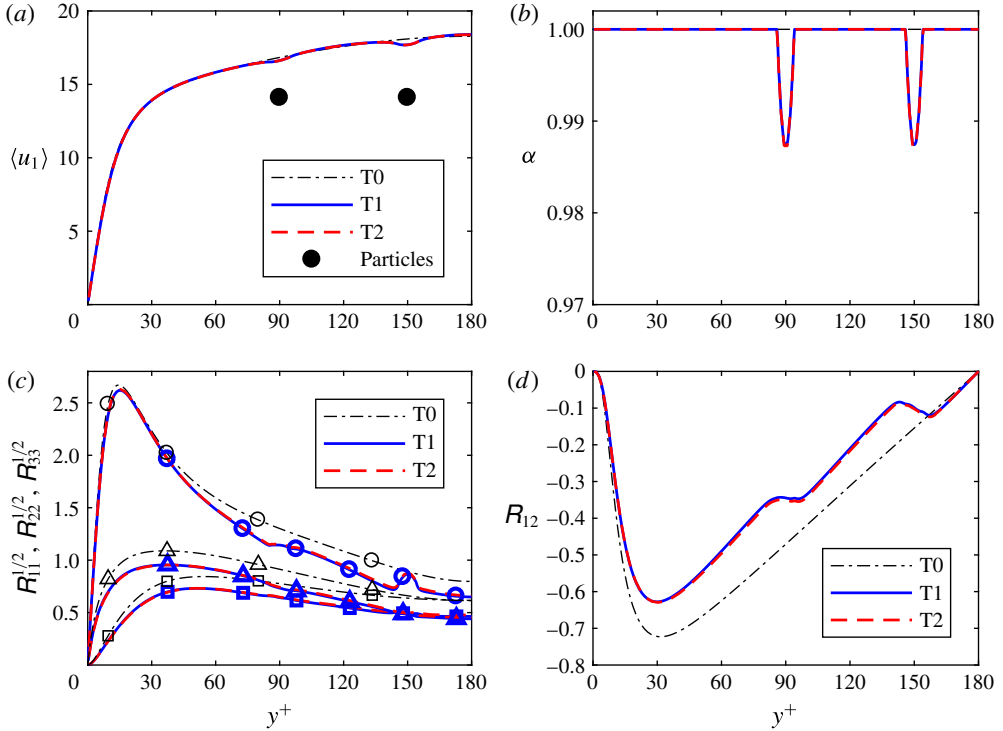 (a)
20
15
10
5
0
⟨u₁⟩
T0
T1
T2
Particles
0 30 60 90 120 150 180
(b)
1.00
0.99
0.98
0.97
α
0 30 60 90 120 150 180
(c)
2.5
2.0
1.5
1.0
0.5
R₁₁^{1/2}, R₂₂^{1/2}, R₃₃^{1/2}
T0
T1
T2
0 30 60 90 120 150 180
y⁺
(d)
0
−0.1
−0.2
−0.3
−0.4
−0.5
−0.6
−0.7
−0.8
R₁₂
T0
T1
T2
0 30 60 90 120 150 180
y⁺